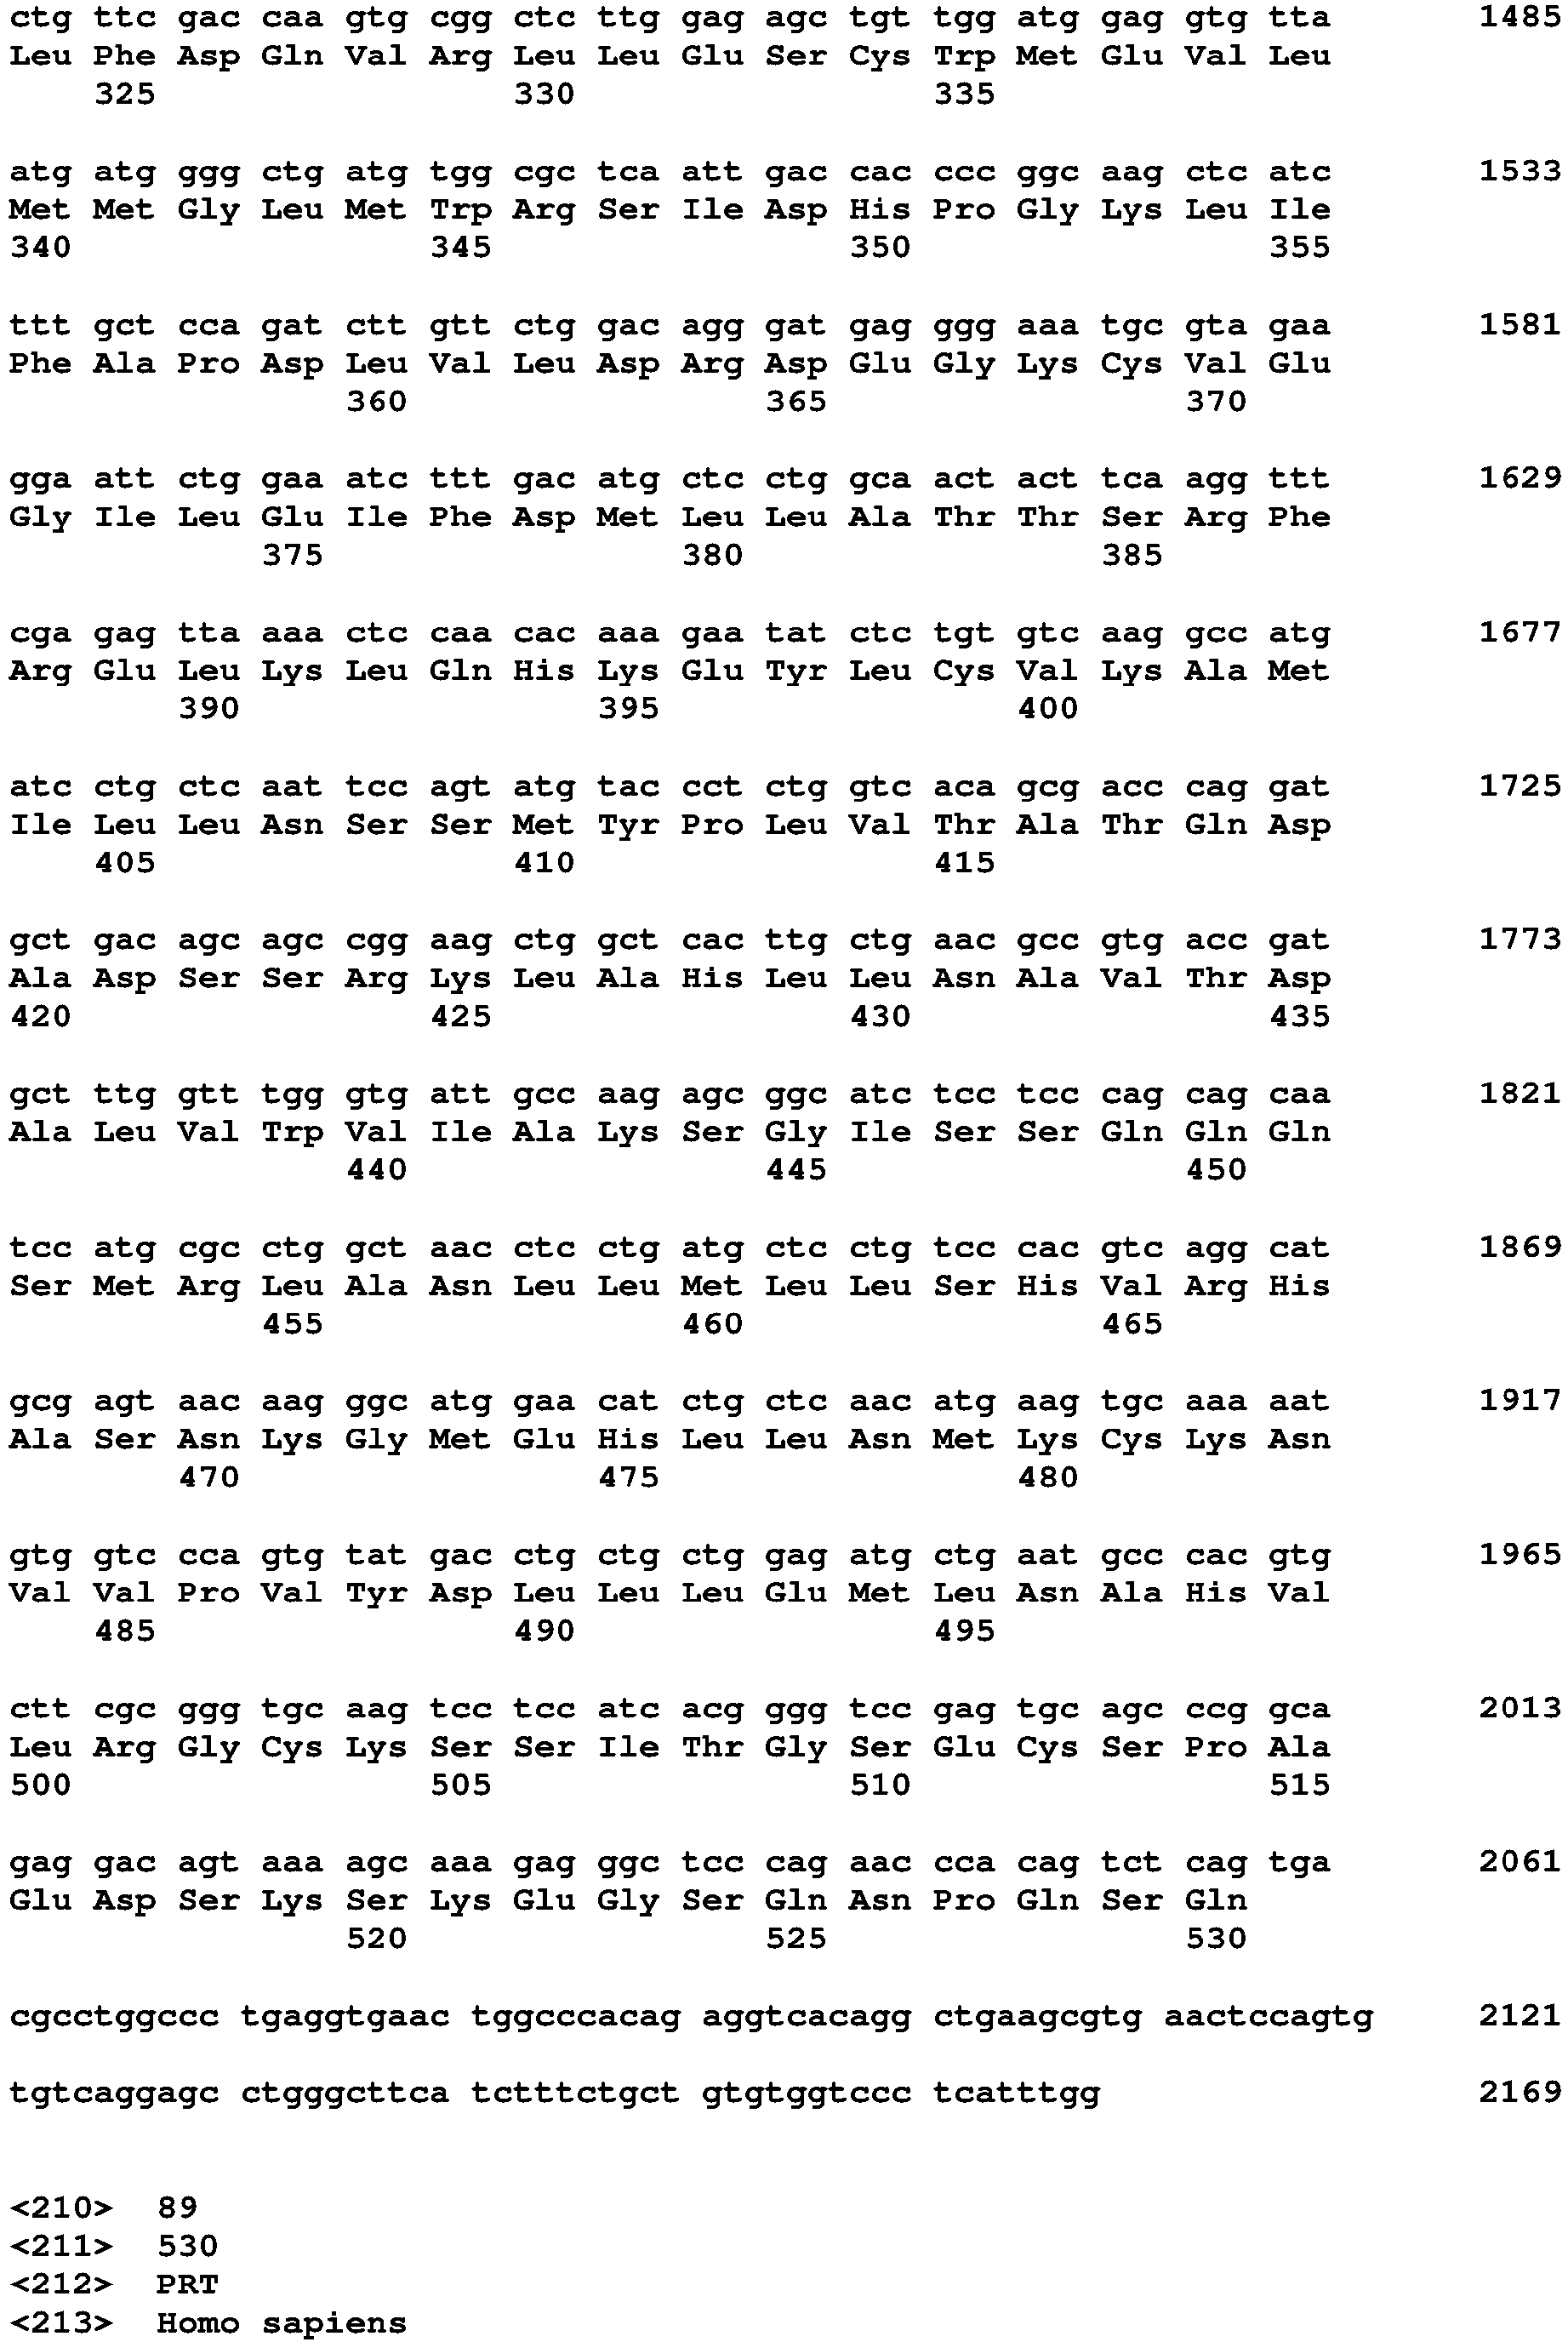 ctg ttc gac caa gtg cgg ctc ttg gag agc tgt tgg atg gag gtg tta 1485
Leu Phe Asp Gln Val Arg Leu Leu Glu Ser Cys Trp Met Glu Val Leu
325 330 335
atg atg ggg ctg atg tgg cgc tca att gac cac ccc ggc aag ctc atc 1533
Met Met Gly Leu Met Trp Arg Ser Ile Asp His Pro Gly Lys Leu Ile
340 345 350 355
ttt gct cca gat ctt gtt ctg gac agg gat gag ggg aaa tgc gta gaa 1581
Phe Ala Pro Asp Leu Val Leu Asp Arg Asp Glu Gly Lys Cys Val Glu
360 365 370
gga att ctg gaa atc ttt gac atg ctc ctg gca act act tca agg ttt 1629
Gly Ile Leu Glu Ile Phe Asp Met Leu Leu Ala Thr Thr Ser Arg Phe
375 380 385
cga gag tta aaa ctc caa cac aaa gaa tat ctc tgt gtc aag gcc atg 1677
Arg Glu Leu Lys Leu Gln His Lys Glu Tyr Leu Cys Val Lys Ala Met
390 395 400
atc ctg ctc aat tcc agt atg tac cct ctg gtc aca gcg acc cag gat 1725
Ile Leu Leu Asn Ser Ser Met Tyr Pro Leu Val Thr Ala Thr Gln Asp
405 410 415
gct gac agc agc cgg aag ctg gct cac ttg ctg aac gcc gtg acc gat 1773
Ala Asp Ser Ser Arg Lys Leu Ala His Leu Leu Asn Ala Val Thr Asp
420 425 430 435
gct ttg gtt tgg gtg att gcc aag agc ggc atc tcc tcc cag cag caa 1821
Ala Leu Val Trp Val Ile Ala Lys Ser Gly Ile Ser Ser Gln Gln Gln
440 445 450
tcc atg cgc ctg gct aac ctc ctg atg ctc ctg tcc cac gtc agg cat 1869
Ser Met Arg Leu Ala Asn Leu Leu Met Leu Leu Ser His Val Arg His
455 460 465
gcg agt aac aag ggc atg gaa cat ctg ctc aac atg aag tgc aaa aat 1917
Ala Ser Asn Lys Gly Met Glu His Leu Leu Asn Met Lys Cys Lys Asn
470 475 480
gtg gtc cca gtg tat gac ctg ctg ctg gag atg ctg aat gcc cac gtg 1965
Val Val Pro Val Tyr Asp Leu Leu Leu Glu Met Leu Asn Ala His Val
485 490 495
ctt cgc ggg tgc aag tcc tcc atc acg ggg tcc gag tgc agc ccg gca 2013
Leu Arg Gly Cys Lys Ser Ser Ile Thr Gly Ser Glu Cys Ser Pro Ala
500 505 510 515
gag gac agt aaa agc aaa gag ggc tcc cag aac cca cag tct cag tga 2061
Glu Asp Ser Lys Ser Lys Glu Gly Ser Gln Asn Pro Gln Ser Gln
520 525 530
cgcctggccc tgaggtgaac tggcccacag aggtcacagg ctgaagcgtg aactccagtg 2121
tgtcaggagc ctgggcttca tctttctgct gtgtggtccc tcatttgg 2169
<210> 89
<211> 530
<212> PRT
<213> Homo sapiens